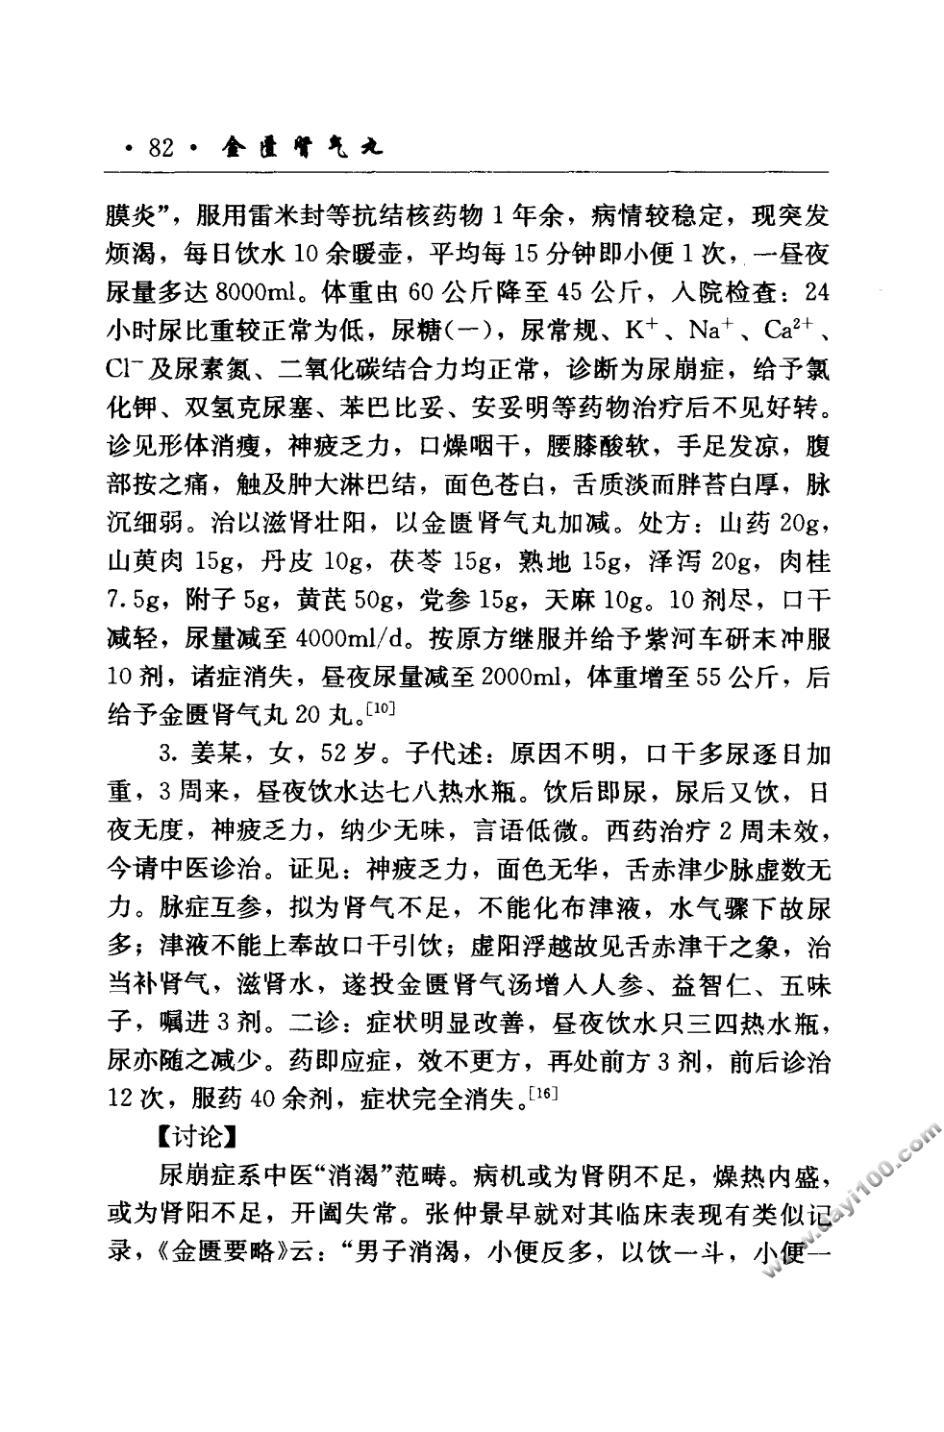 ·82· 金匮肾气丸
膜炎”，服用雷米封等抗结核药物 1 年余，病情较稳定，现突发
烦渴，每日饮水 10 余暖壶，平均每 15 分钟即小便 1 次，一昼夜
尿量多达 8000ml。体重由 60 公斤降至 45 公斤，入院检查：24
小时尿比重较正常为低，尿糖(一)，尿常规、K⁺、Na⁺、Ca²⁺、
Cl⁻及尿素氮、二氧化碳结合力均正常，诊断为尿崩症，给予氯
化钾、双氢克尿塞、苯巴比妥、安妥明等药物治疗后不见好转。
诊见形体消瘦，神疲乏力，口燥咽干，腰膝酸软，手足发凉，腹
部按之痛，触及肿大淋巴结，面色苍白，舌质淡而胖苔白厚，脉
沉细弱。治以滋肾壮阳，以金匮肾气丸加减。处方：山药 20g，
山萸肉 15g，丹皮 10g，茯苓 15g，熟地 15g，泽泻 20g，肉桂
7.5g，附子 5g，黄芪 50g，党参 15g，天麻 10g。10 剂尽，口干
减轻，尿量减至 4000ml/d。按原方继服并给予紫河车研末冲服
10 剂，诸症消失，昼夜尿量减至 2000ml，体重增至 55 公斤，后
给予金匮肾气丸 20 丸。[10]
3. 姜某，女，52 岁。子代述：原因不明，口干多尿逐日加
重，3 周来，昼夜饮水达七八热水瓶。饮后即尿，尿后又饮，日
夜无度，神疲乏力，纳少无味，言语低微。西药治疗 2 周未效，
今请中医诊治。证见：神疲乏力，面色无华，舌赤津少脉虚数无
力。脉症互参，拟为肾气不足，不能化布津液，水气骤下故尿
多；津液不能上奉故口干引饮；虚阳浮越故见舌赤津干之象，治
当补肾气，滋肾水，遂投金匮肾气汤增入人参、益智仁、五味
子，嘱进 3 剂。二诊：症状明显改善，昼夜饮水只三四热水瓶，
尿亦随之减少。药即应症，效不更方，再处前方 3 剂，前后诊治
12 次，服药 40 余剂，症状完全消失。[16]
【讨论】
尿崩症系中医“消渴”范畴。病机或为肾阴不足，燥热内盛，
或为肾阳不足，开阖失常。张仲景早就对其临床表现有类似记
录，《金匮要略》云：“男子消渴，小便反多，以饮一斗，小便一
www.dayi100.com